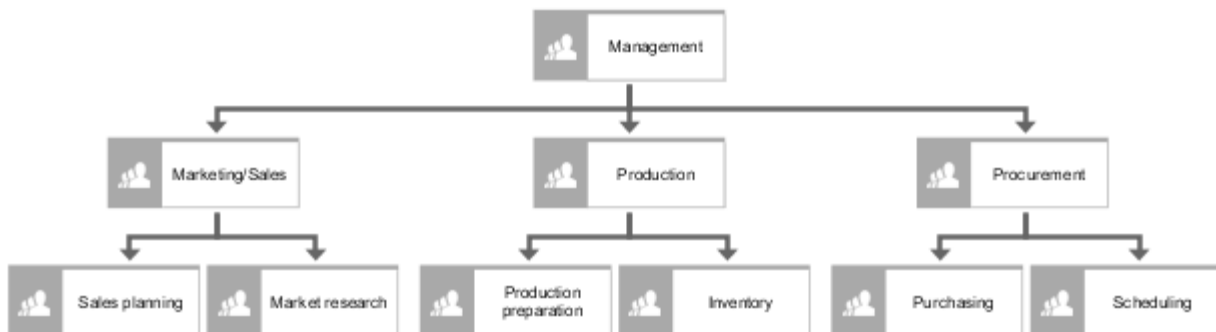 Management
Marketing/Sales
Production
Procurement
Sales planning
Market research
Production
preparation
Inventory
Purchasing
Scheduling